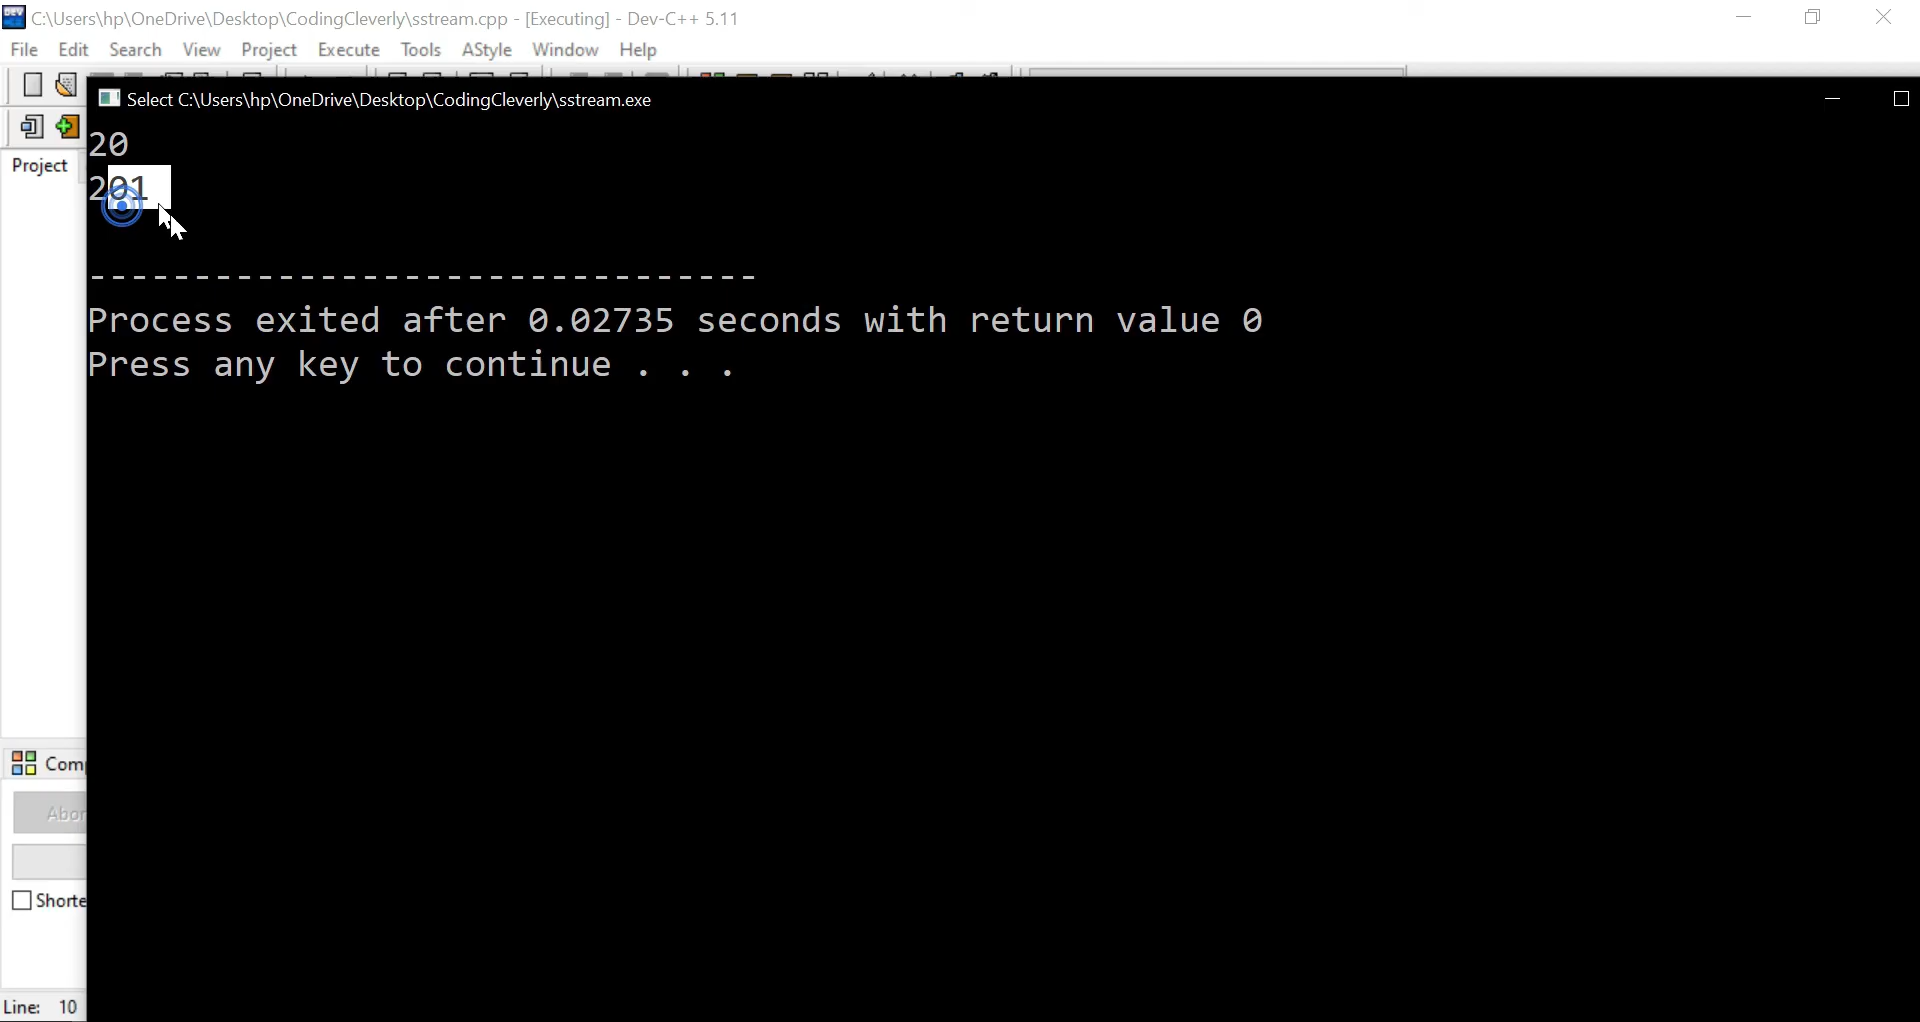 C:\Users\hp\OneDrive\Desktop\CodingCleverly\sstream.cpp - [Executing] - Dev-C++ 5.11
File Edit Search View Project Execute Tools AStyle Window Help
Select C:\Users\hp\OneDrive\Desktop\CodingCleverly\sstream.exe
20
Project
201
--------------------------------
Process exited after 0.02735 seconds with return value 0
Press any key to continue . . .
Com
Abor
Shorte
Line: 10